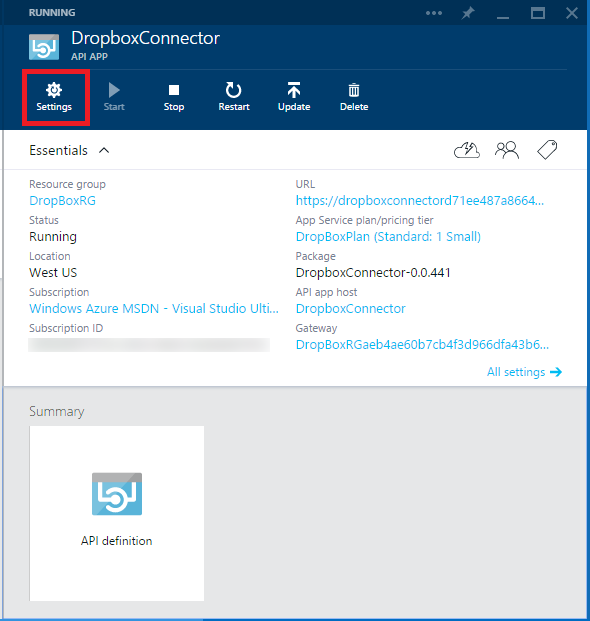 RUNNING
DropboxConnector
API APP
Settings
Start
Stop
Restart
Update
Delete
Essentials
Resource group
DropBoxRG
Status
Running
Location
West US
Subscription
Windows Azure MSDN - Visual Studio Ulti...
Subscription ID
URL
https://dropboxconnectord71ee487a8664...
App Service plan/pricing tier
DropBoxPlan (Standard: 1 Small)
Package
DropboxConnector-0.0.441
API app host
DropboxConnector
Gateway
DropBoxRGaeb4ae60b7cb4f3d966dfa43b6...
All settings
Summary
API definition